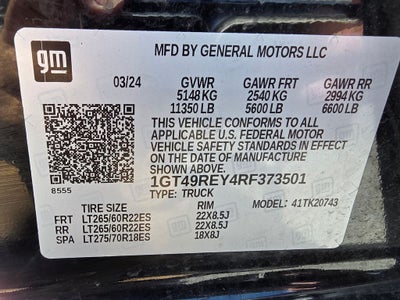 gm
MFD BY GENERAL MOTORS LLC
03/24 GVWR GAWR FRT GAWR RR
5148 KG 2540 KG 2994 KG
11350 LB 5600 LB 6600 LB
THIS VEHICLE CONFORMS TO ALL
APPLICABLE U.S. FEDERAL MOTOR
VEHICLE SAFETY STANDARDS IN EFFECT
ON THE DATE OF MANUFACTURE
SHOWN ABOVE.
1GT49REY4RF373501
TYPE: TRUCK MODEL: 41TK20743
8555
TIRE SIZE RIM
FRT LT265/60R22ES 22X8.5J
RR LT265/60R22ES 22X8.5J
SPA LT275/70R18ES 18X8J